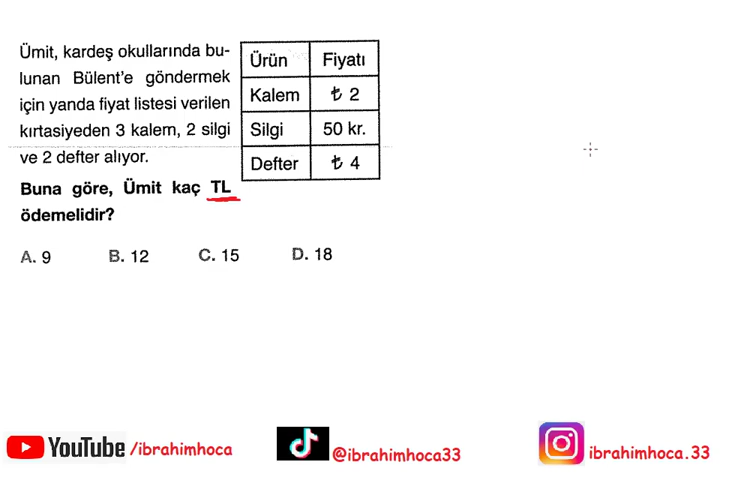 Ümit, kardeş okullarında bu-
lunan Bülent'e göndermek
için yanda fiyat listesi verilen
kırtasiyeden 3 kalem, 2 silgi
ve 2 defter alıyor.
Ürün Fiyatı
Kalem ₺ 2
Silgi 50 kr.
Defter ₺ 4
Buna göre, Ümit kaç TL
ödemelidir?
A. 9 B. 12 C. 15 D. 18
YouTube /ibrahimhoca
@ibrahimhoca33
ibrahimhoca.33